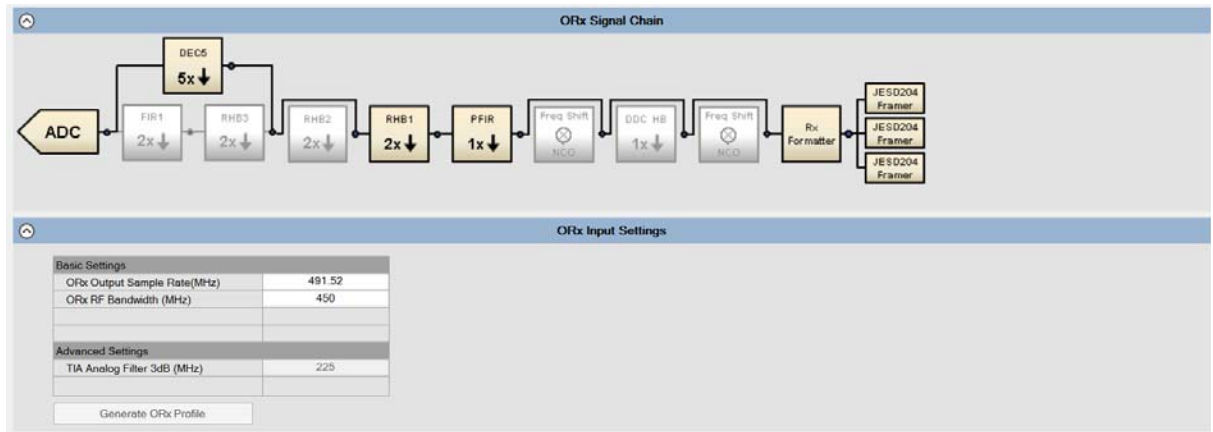 ORx Signal Chain
DEC5
5x
ADC
FIR1
2x
RHB3
2x
RHB2
2x
RHB1
2x
PFIR
1x
Freq Shift
NCO
DDC HB
1x
Freq Shift
NCO
Rx
Formatter
JESD204
Framer
JESD204
Framer
JESD204
Framer
ORx Input Settings
Basic Settings
ORx Output Sample Rate(MHz) 491.52
ORx RF Bandwidth (MHz) 450
Advanced Settings
TIA Analog Filter 3dB (MHz) 225
Generate ORx Profile